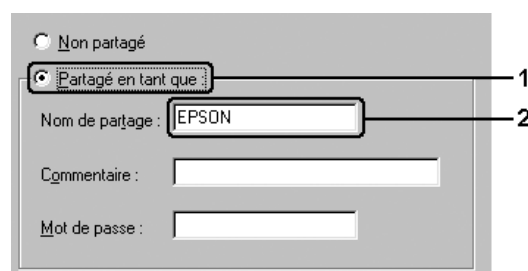 Non partagé
Partagé en tant que : 1
Nom de partage : EPSON 2
Commentaire :
Mot de passe :